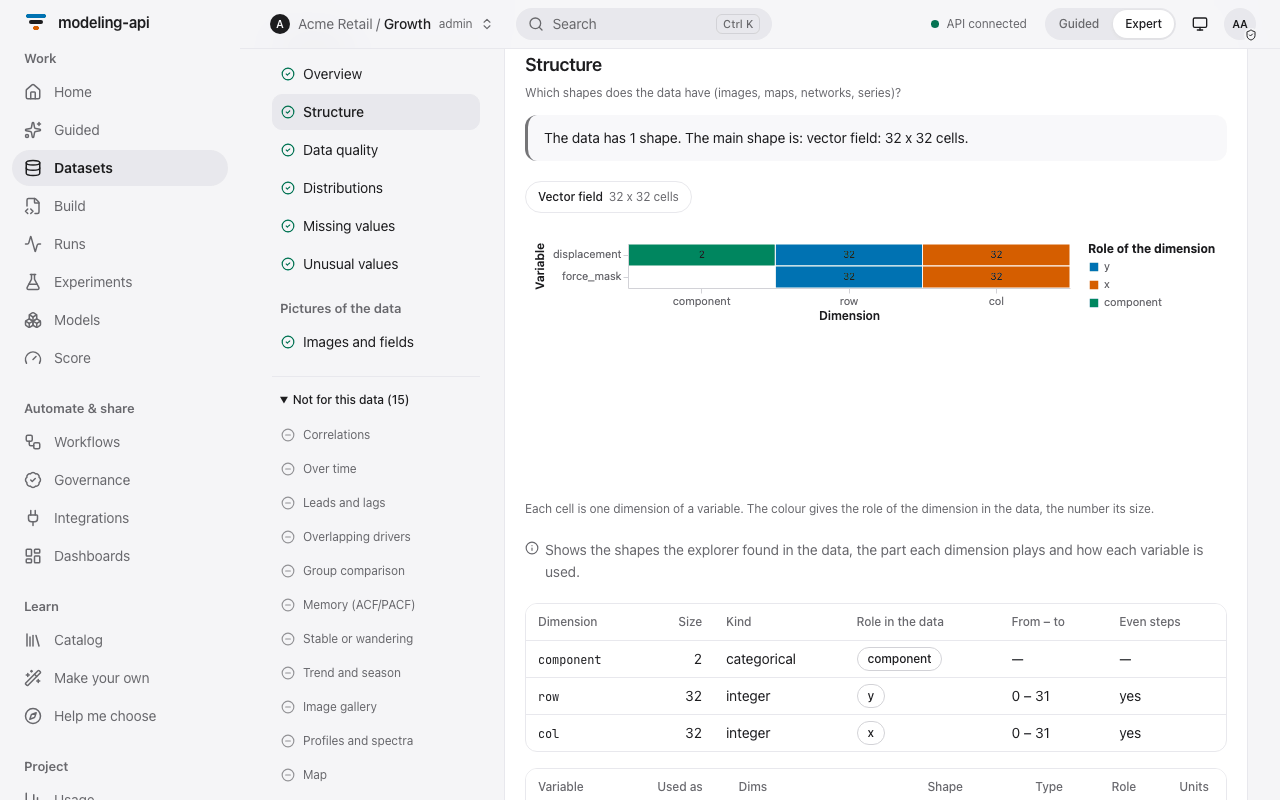 modeling-api
A Acme Retail / Growth admin
Search Ctrl K
API connected
Guided Expert
AA
Work
Home
Guided
Datasets
Build
Runs
Experiments
Models
Score
Automate & share
Workflows
Governance
Integrations
Dashboards
Learn
Catalog
Make your own
Help me choose
Project
Usage
Overview
Structure
Data quality
Distributions
Missing values
Unusual values
Pictures of the data
Images and fields
Not for this data (15)
Correlations
Over time
Leads and lags
Overlapping drivers
Group comparison
Memory (ACF/PACF)
Stable or wandering
Trend and season
Image gallery
Profiles and spectra
Map
Structure
Which shapes does the data have (images, maps, networks, series)?
The data has 1 shape. The main shape is: vector field: 32 x 32 cells.
Vector field 32 x 32 cells
Variable
displacement 2 32 32
force_mask 32 32
component row col
Dimension
Role of the dimension
y
x
component
Each cell is one dimension of a variable. The colour gives the role of the dimension in the data, the number its size.
Shows the shapes the explorer found in the data, the part each dimension plays and how each variable is
used.
Dimension Size Kind Role in the data From – to Even steps
component 2 categorical component — —
row 32 integer y 0 – 31 yes
col 32 integer x 0 – 31 yes
Variable Used as Dims Shape Type Role Units